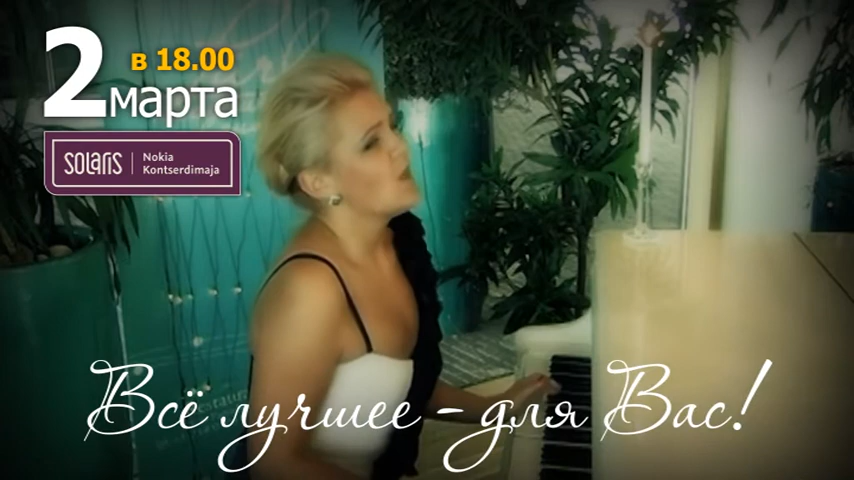 2
в 18.00
марта
SOLARIS
Nokia
Kontserdimaja
Всё лучшее - для Вас!